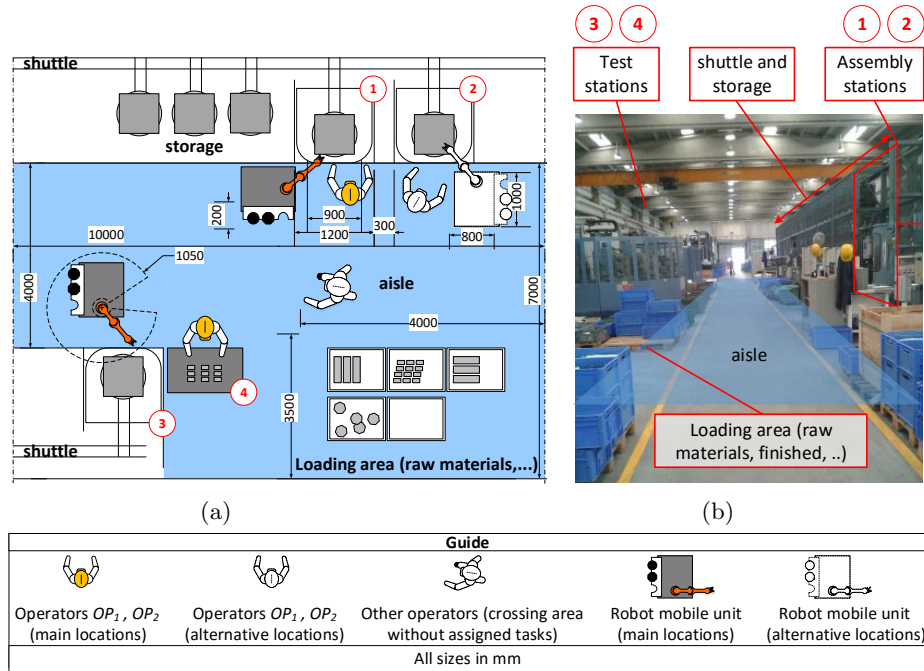 shuttle
1
2
storage
200
900
1200
300
1000
800
10000
1050
4000
aisle
7000
4000
3500
4
3
shuttle
Loading area (raw materials,...)
(a)
3 4
1 2
Test
stations
shuttle and
storage
Assembly
stations
aisle
Loading area (raw
materials, finished, ..)
(b)
Guide
Operators OP₁ , OP₂
(main locations)
Operators OP₁ , OP₂
(alternative locations)
Other operators (crossing area
without assigned tasks)
Robot mobile unit
(main locations)
Robot mobile unit
(alternative locations)
All sizes in mm